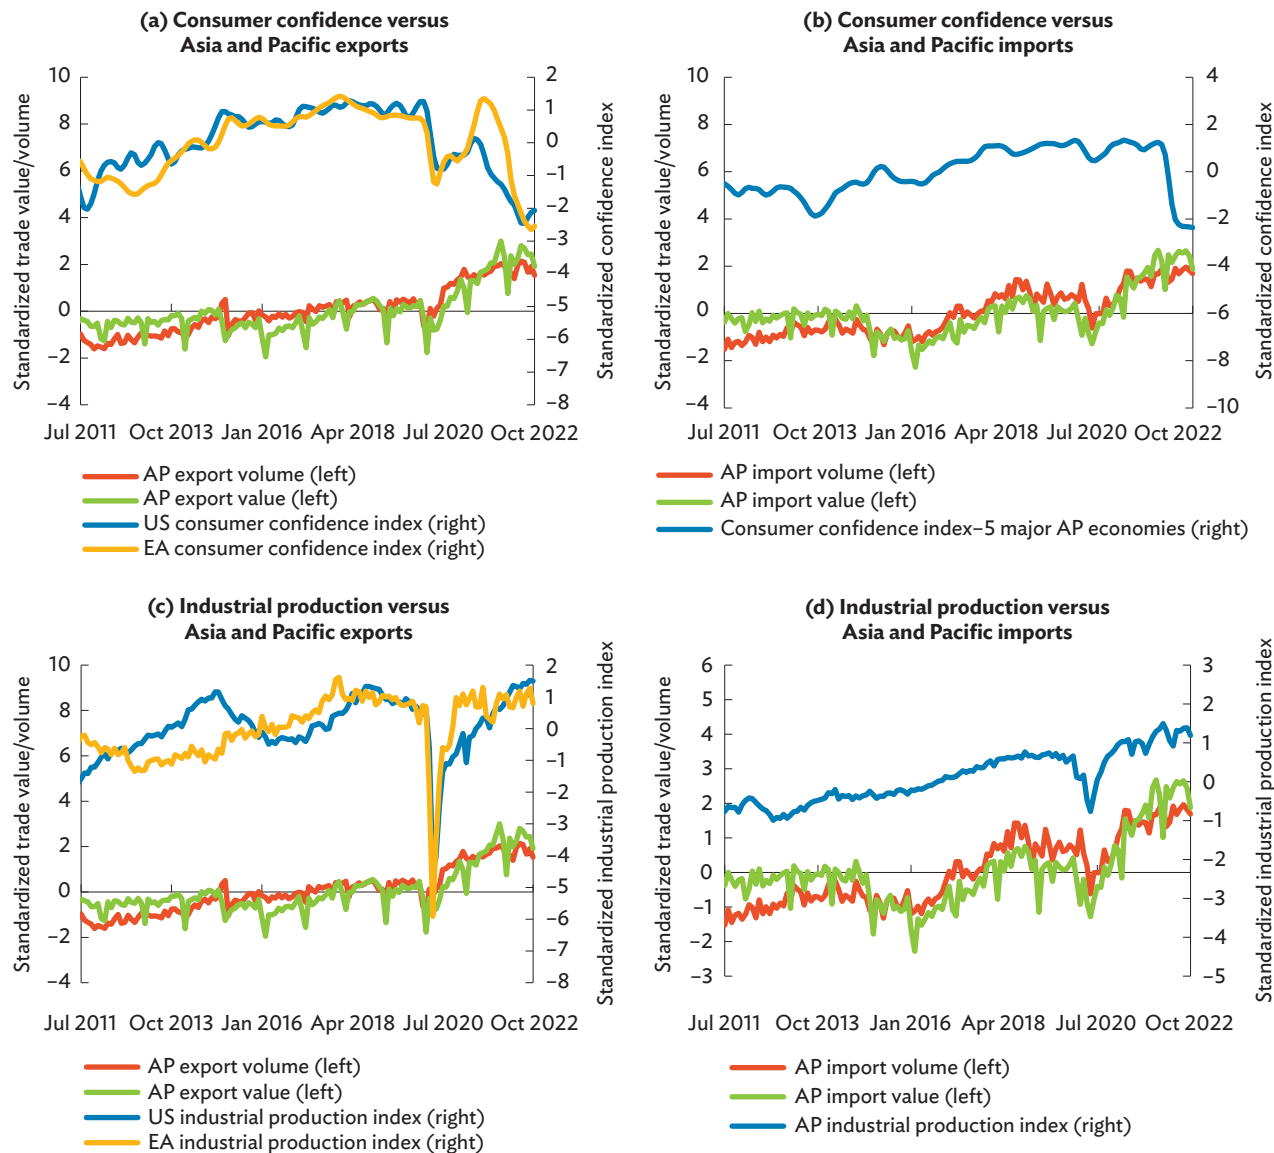 (a) Consumer confidence versus
Asia and Pacific exports
Standardized trade value/volume
10
8
6
4
2
0
–2
–4
2
1
0
–1
–2
–3
–4
–5
–6
–7
–8
Standardized confidence index
Jul 2011 Oct 2013 Jan 2016 Apr 2018 Jul 2020 Oct 2022
AP export volume (left)
AP export value (left)
US consumer confidence index (right)
EA consumer confidence index (right)
(b) Consumer confidence versus
Asia and Pacific imports
Standardized trade value/volume
10
8
6
4
2
0
–2
–4
4
2
0
–2
–4
–6
–8
–10
Standardized confidence index
Jul 2011 Oct 2013 Jan 2016 Apr 2018 Jul 2020 Oct 2022
AP import volume (left)
AP import value (left)
Consumer confidence index–5 major AP economies (right)
(c) Industrial production versus
Asia and Pacific exports
Standardized trade value/volume
10
8
6
4
2
0
–2
–4
2
1
0
–1
–2
–3
–4
–5
–6
–7
–8
Standardized industrial production index
Jul 2011 Oct 2013 Jan 2016 Apr 2018 Jul 2020 Oct 2022
AP export volume (left)
AP export value (left)
US industrial production index (right)
EA industrial production index (right)
(d) Industrial production versus
Asia and Pacific imports
Standardized trade value/volume
6
5
4
3
2
1
0
–1
–2
–3
3
2
1
0
–1
–2
–3
–4
–5
Standardized industrial production index
Jul 2011 Oct 2013 Jan 2016 Apr 2018 Jul 2020 Oct 2022
AP import volume (left)
AP import value (left)
AP industrial production index (right)